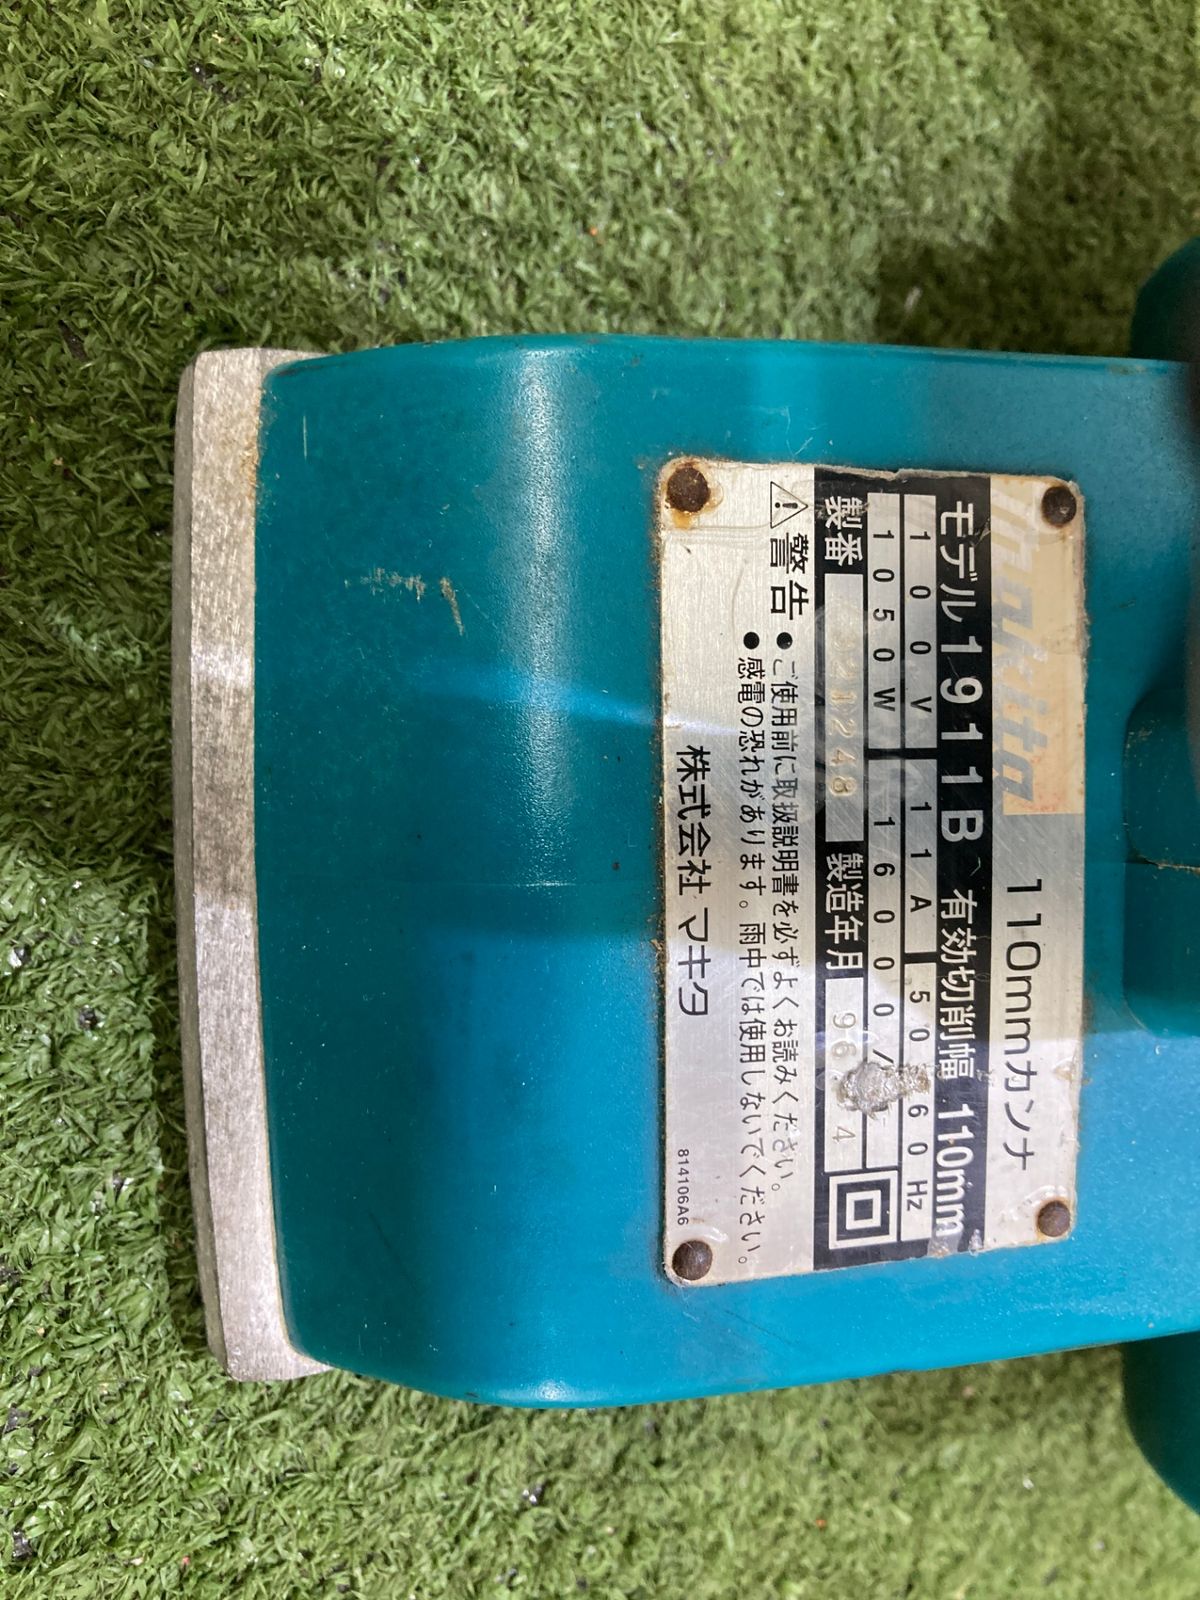 makita 110mmカンナ
モデル 1911B 有効切削幅 110mm
100V 11A 50 60Hz
1050W 16000/
製番 製造年月 96 4
⚠警告 ●ご使用前に取扱説明書を必ずよくお読みください。
●感電の恐れがあります。雨中では使用しないでください。
株式会社 マキタ 814106A6